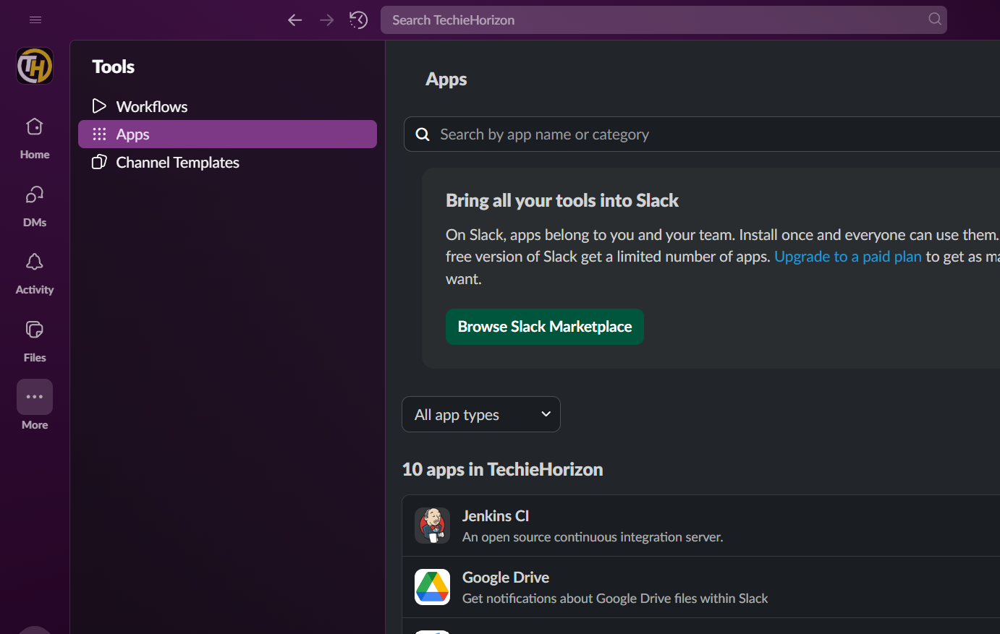 Search TechieHorizon
TH
Home
DMs
Activity
Files
More
Tools
Workflows
Apps
Channel Templates
Apps
Search by app name or category
Bring all your tools into Slack
On Slack, apps belong to you and your team. Install once and everyone can use them.
free version of Slack get a limited number of apps. Upgrade to a paid plan to get as
want.
Browse Slack Marketplace
All app types
10 apps in TechieHorizon
Jenkins CI
An open source continuous integration server.
Google Drive
Get notifications about Google Drive files within Slack